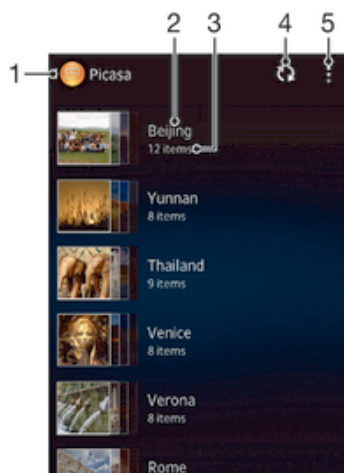 2 3 4 5
1 Picasa
Beijing
12 items
Yunnan
8 items
Thailand
9 items
Venice
8 items
Verona
8 items
Rome